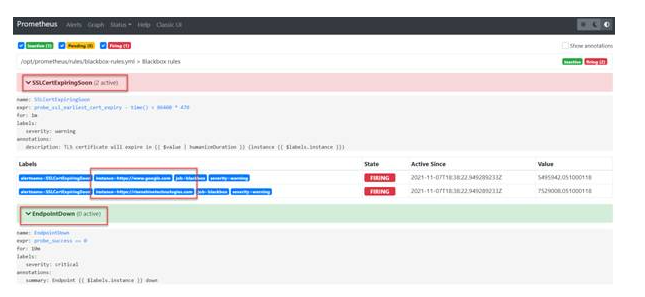 Prometheus Alerts Graph Status Help Classic UI
Inactive (1) Pending (0) Firing (1) Show annotations
/opt/prometheus/rules/blackbox-rules.yml > Blackbox rules inactive (1) firing (2)
SSLCertExpiringSoon (2 active)
name: SSLCertExpiringSoon
expr: probe_ssl_earliest_cert_expiry - time() < 86400 *
for: 1m
labels:
severity: warning
annotations:
description: TLS certificate will expire in {{ $value | humanizeDuration }} (instance {{ $labels.instance }})
Labels State Active Since Value
alertname=SSLCertExpiringSoon instance=https://www.google.com job=blackbox severity=warning FIRING 2021-11-07T18:38:22.949289233Z 5495942.051000118
alertname=SSLCertExpiringSoon job=blackbox severity=warning FIRING 2021-11-07T18:38:22.949289233Z 7529008.051000118
EndpointDown (0 active)
name: EndpointDown
expr: probe_success == 0
for: 10m
labels:
severity: critical
annotations:
summary: Endpoint {{ $labels.instance }} down